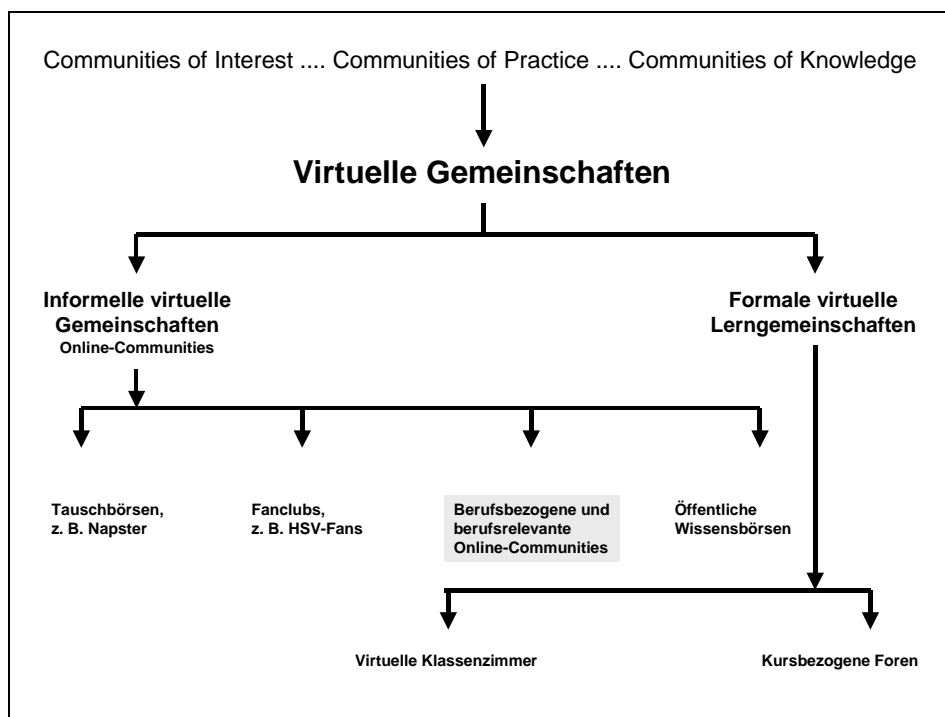 Communities of Interest .... Communities of Practice .... Communities of Knowledge
Virtuelle Gemeinschaften
Informelle virtuelle
Gemeinschaften
Online-Communities
Formale virtuelle
Lerngemeinschaften
Tauschbörsen,
z. B. Napster
Fanclubs,
z. B. HSV-Fans
Berufsbezogene und
berufsrelevante
Online-Communities
Öffentliche
Wissensbörsen
Virtuelle Klassenzimmer
Kursbezogene Foren